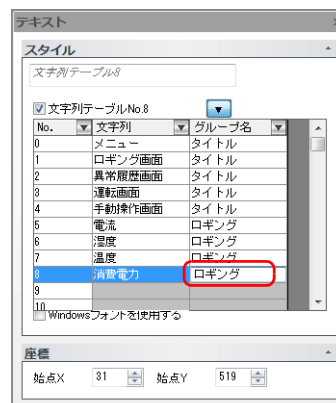 テキスト
スタイル
文字列テーブル8
文字列テーブルNo.8
No. 文字列 グループ名
0 メニュー タイトル
1 ロギング画面 タイトル
2 異常履歴画面 タイトル
3 運転画面 タイトル
4 手動操作画面 タイトル
5 電流 ロギング
6 湿度 ロギング
7 温度 ロギング
8 消費電力 ロギング
9
10
Windowsフォントを使用する
座標
始点X 31 始点Y 519